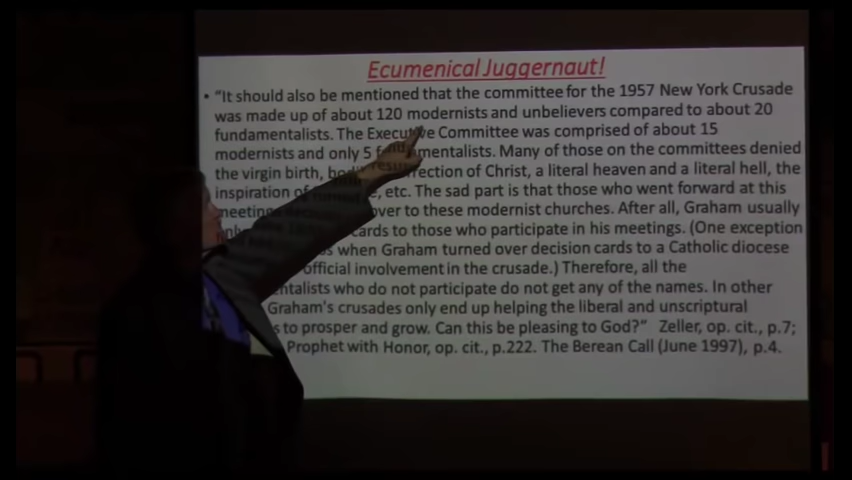 Ecumenical Juggernaut!
• "It should also be mentioned that the committee for the 1957 New York Crusade
was made up of about 120 modernists and unbelievers compared to about 20
fundamentalists. The Executive Committee was comprised of about 15
modernists and only 5 fundamentalists. Many of those on the committees denied
the virgin birth, bodily resurrection of Christ, a literal heaven and a literal hell, the
inspiration of etc. The sad part is that those who went forward at this
meeting over to these modernist churches. After all, Graham usually
cards to those who participate in his meetings. (One exception
when Graham turned over decision cards to a Catholic diocese
official involvement in the crusade.) Therefore, all the
ntalists who do not participate do not get any of the names. In other
Graham's crusades only end up helping the liberal and unscriptural
s to prosper and grow. Can this be pleasing to God?" Zeller, op. cit., p.7;
Prophet with Honor, op. cit., p.222. The Berean Call (June 1997), p.4.